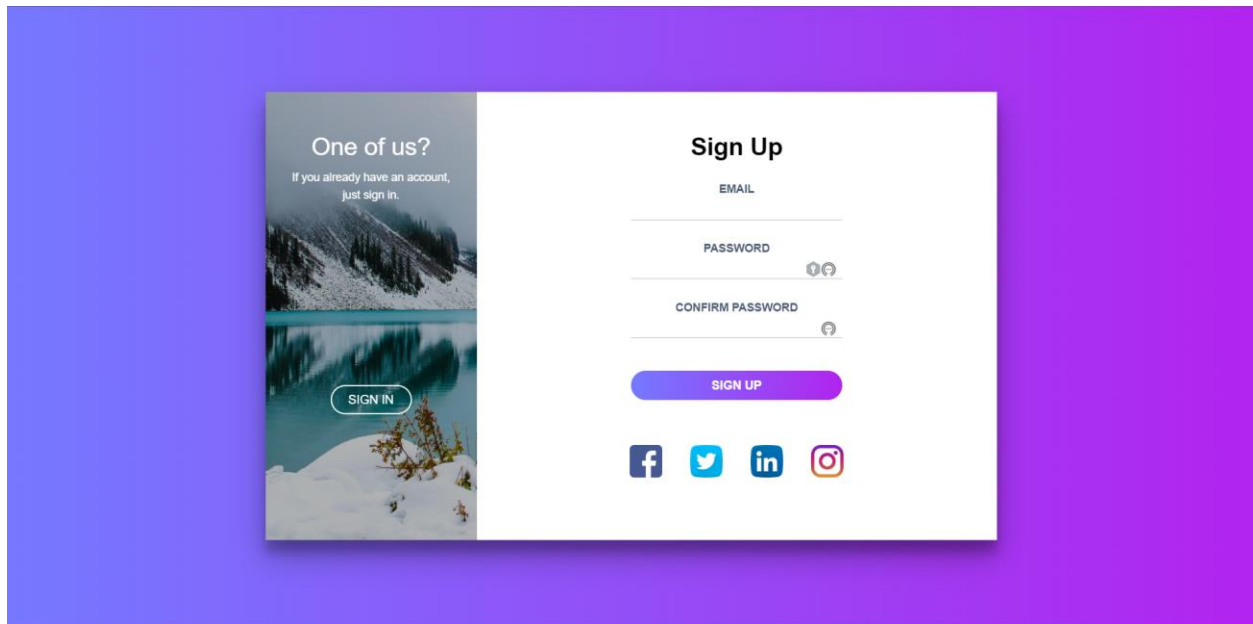 One of us?
If you already have an account,
just sign in.
SIGN IN
Sign Up
EMAIL
PASSWORD
CONFIRM PASSWORD
SIGN UP
f
in